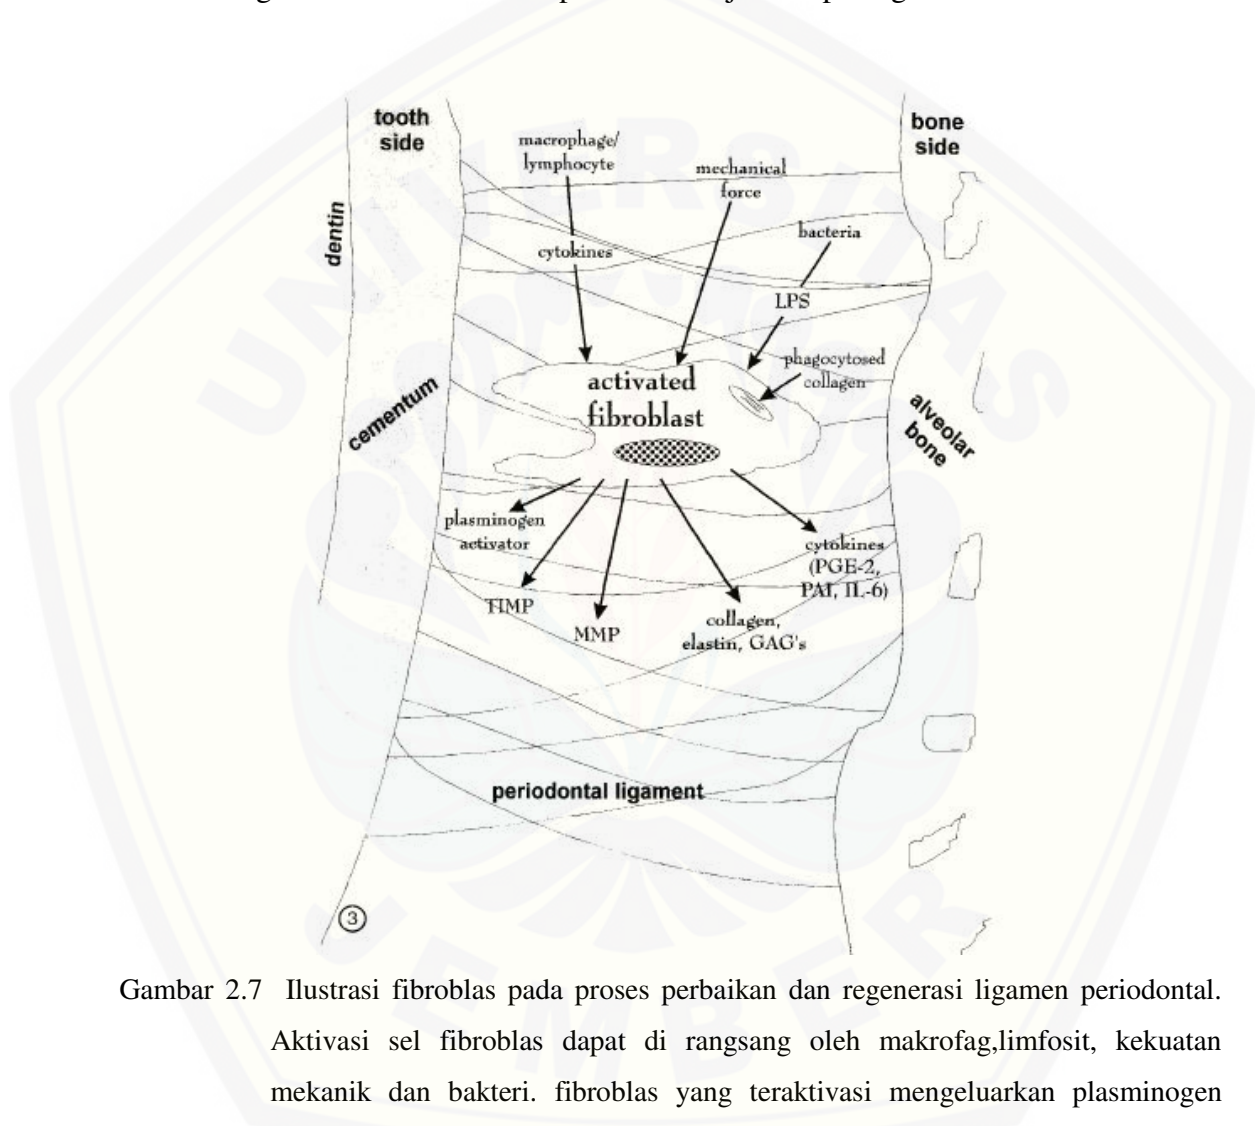 tooth
side
bone
side
macrophage/
lymphocyte
mechanical
force
dentin
bacteria
cytokines
LPS
phagocytosed
collagen
activated
fibroblast
cementum
alveolar
bone
plasminogen
activator
cytokines
(PGE-2,
PAI, IL-6)
TIMP
MMP
collagen,
elastin, GAG's
periodontal ligament
3
UNIVERSITAS
JEMBER
Gambar 2.7 Ilustrasi fibroblas pada proses perbaikan dan regenerasi ligamen periodontal.
Aktivasi sel fibroblas dapat di rangsang oleh makrofag,limfosit, kekuatan
mekanik dan bakteri. fibroblas yang teraktivasi mengeluarkan plasminogen